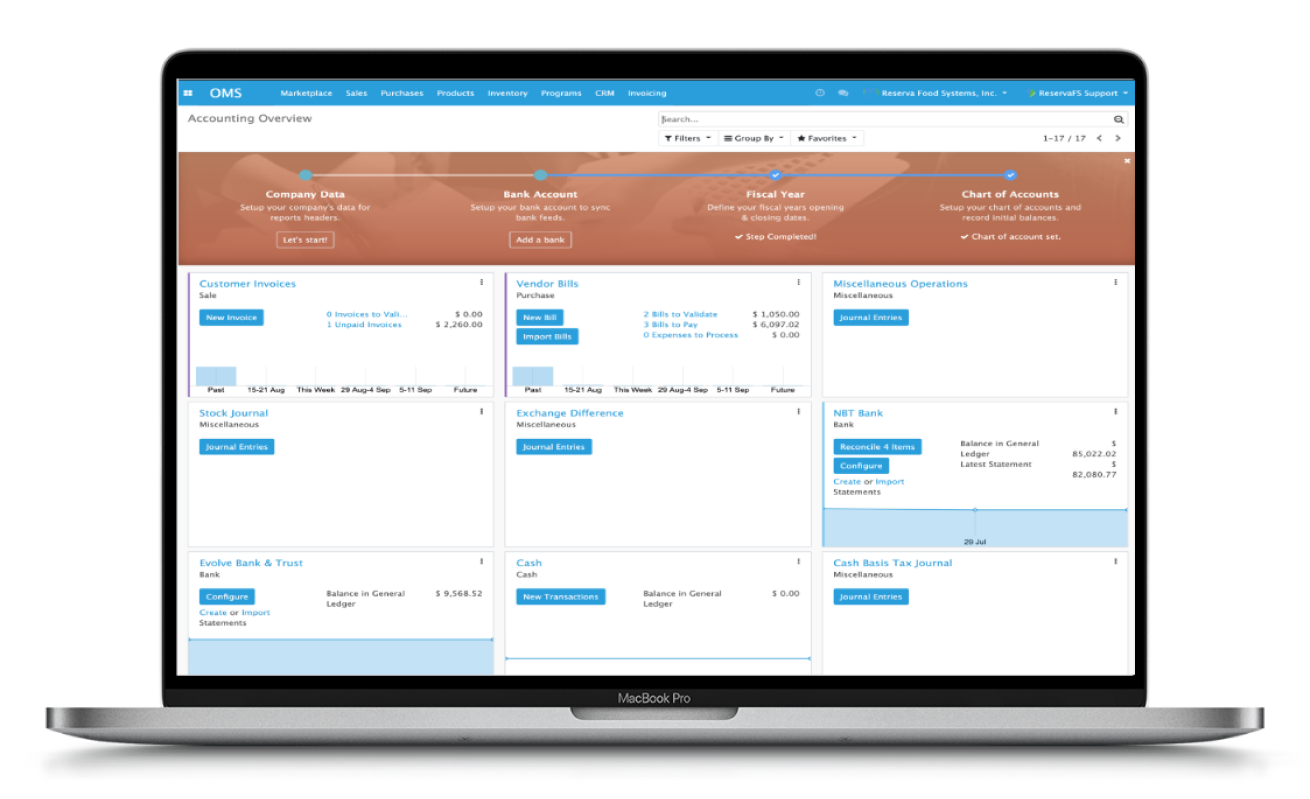 OMS Marketplace Sales Purchases Products Inventory Programs CRM Invoicing Reserva Food Systems, Inc. ReservaFS Support
Accounting Overview
Search...
Filters Group By Favorites 1-17 / 17
Company Data Bank Account Fiscal Year Chart of Accounts
Setup your company's data for Setup your bank account to sync Define your fiscal years opening Setup your chart of accounts and
reports headers. bank feeds. & closing dates. record initial balances.
Let's start! Add a bank Step Completed! Chart of account set.
Customer Invoices
Sale
New Invoice
0 Invoices to Vali... $ 0.00
1 Unpaid Invoices $ 2,260.00
Past 15-21 Aug This Week 29 Aug-4 Sep 5-11 Sep Future
Vendor Bills
Purchase
New Bill
Import Bills
2 Bills to Validate $ 1,050.00
3 Bills to Pay $ 6,097.02
0 Expenses to Process $ 0.00
Past 15-21 Aug This Week 29 Aug-4 Sep 5-11 Sep Future
Miscellaneous Operations
Miscellaneous
Journal Entries
Stock Journal
Miscellaneous
Journal Entries
Exchange Difference
Miscellaneous
Journal Entries
NBT Bank
Bank
Reconcile 4 Items
Configure
Create or Import
Statements
Balance in General $
Ledger 85,022.02
Latest Statement $
82,080.77
29 Jul
Evolve Bank & Trust
Bank
Configure
Create or Import
Statements
Balance in General $ 9,568.52
Ledger
Cash
Cash
New Transactions
Balance in General $ 0.00
Ledger
Cash Basis Tax Journal
Miscellaneous
Journal Entries
MacBook Pro